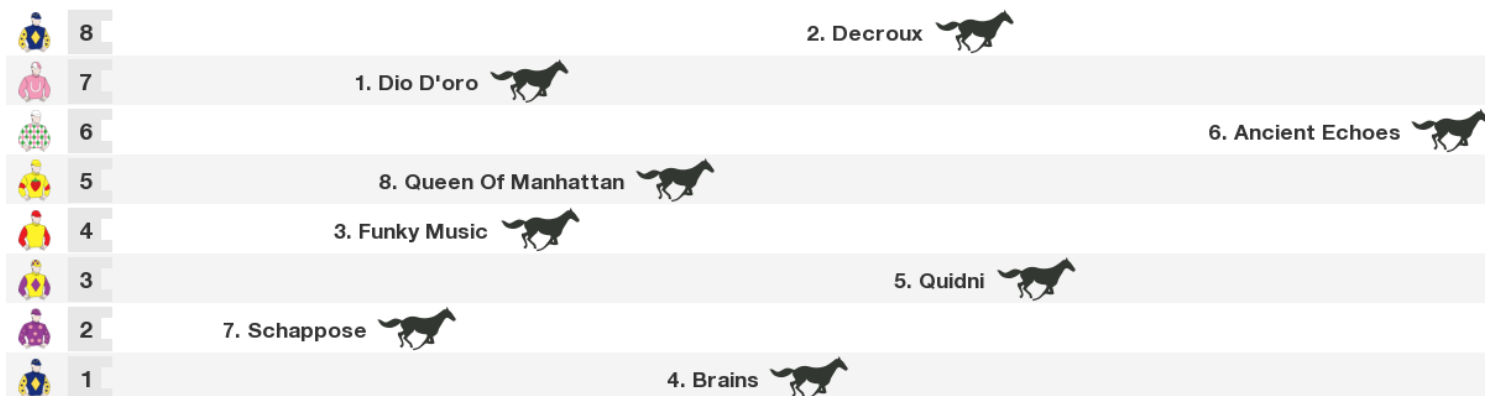 8 2. Decroux
7 1. Dio D'oro
6 6. Ancient Echoes
5 8. Queen Of Manhattan
4 3. Funky Music
3 5. Quidni
2 7. Schappose
1 4. Brains